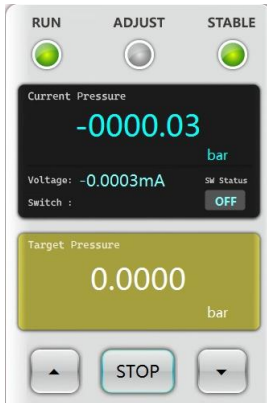 RUN ADJUST STABLE
Current Pressure
-0000.03
bar
Voltage: -0.0003mA SW Status
Switch : OFF
Target Pressure
0.0000
bar
STOP